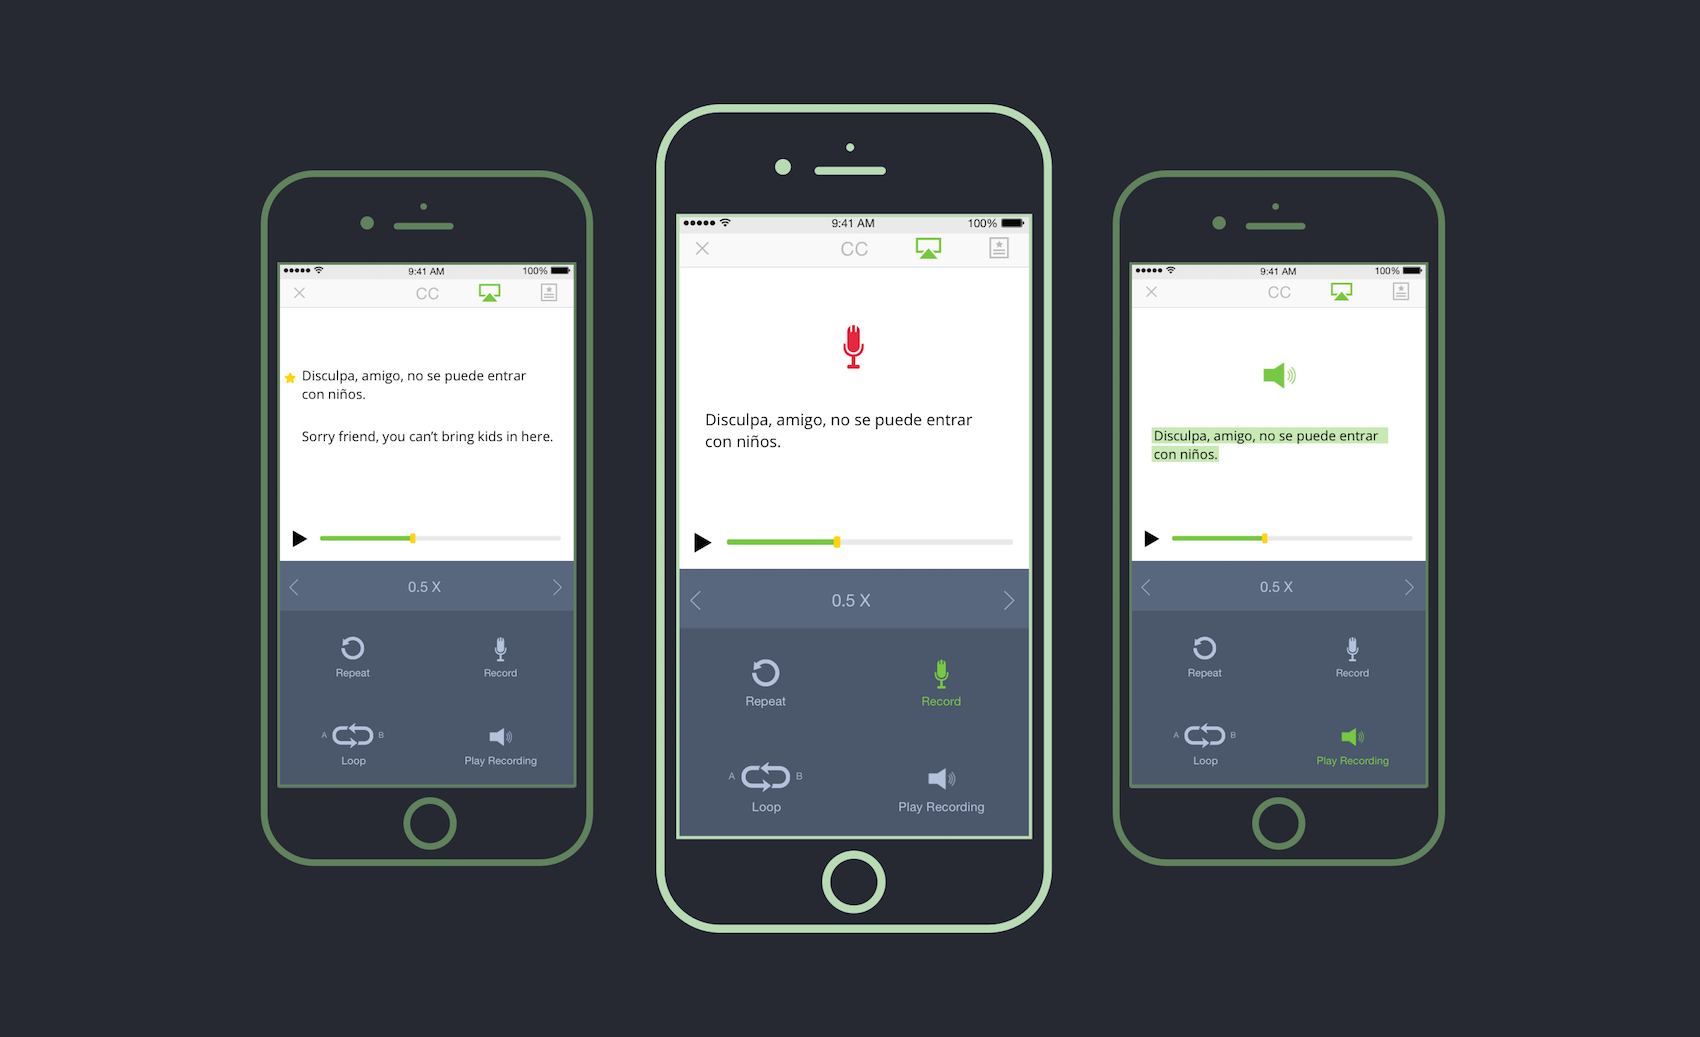 9:41 AM 100%
CC
Disculpa, amigo, no se puede entrar
con niños.
Sorry friend, you can’t bring kids in here.
0.5 X
Repeat Record
A B
Loop Play Recording
9:41 AM 100%
CC
Disculpa, amigo, no se puede entrar
con niños.
0.5 X
Repeat Record
A B
Loop Play Recording
9:41 AM 100%
CC
Disculpa, amigo, no se puede entrar
con niños.
0.5 X
Repeat Record
A B
Loop Play Recording